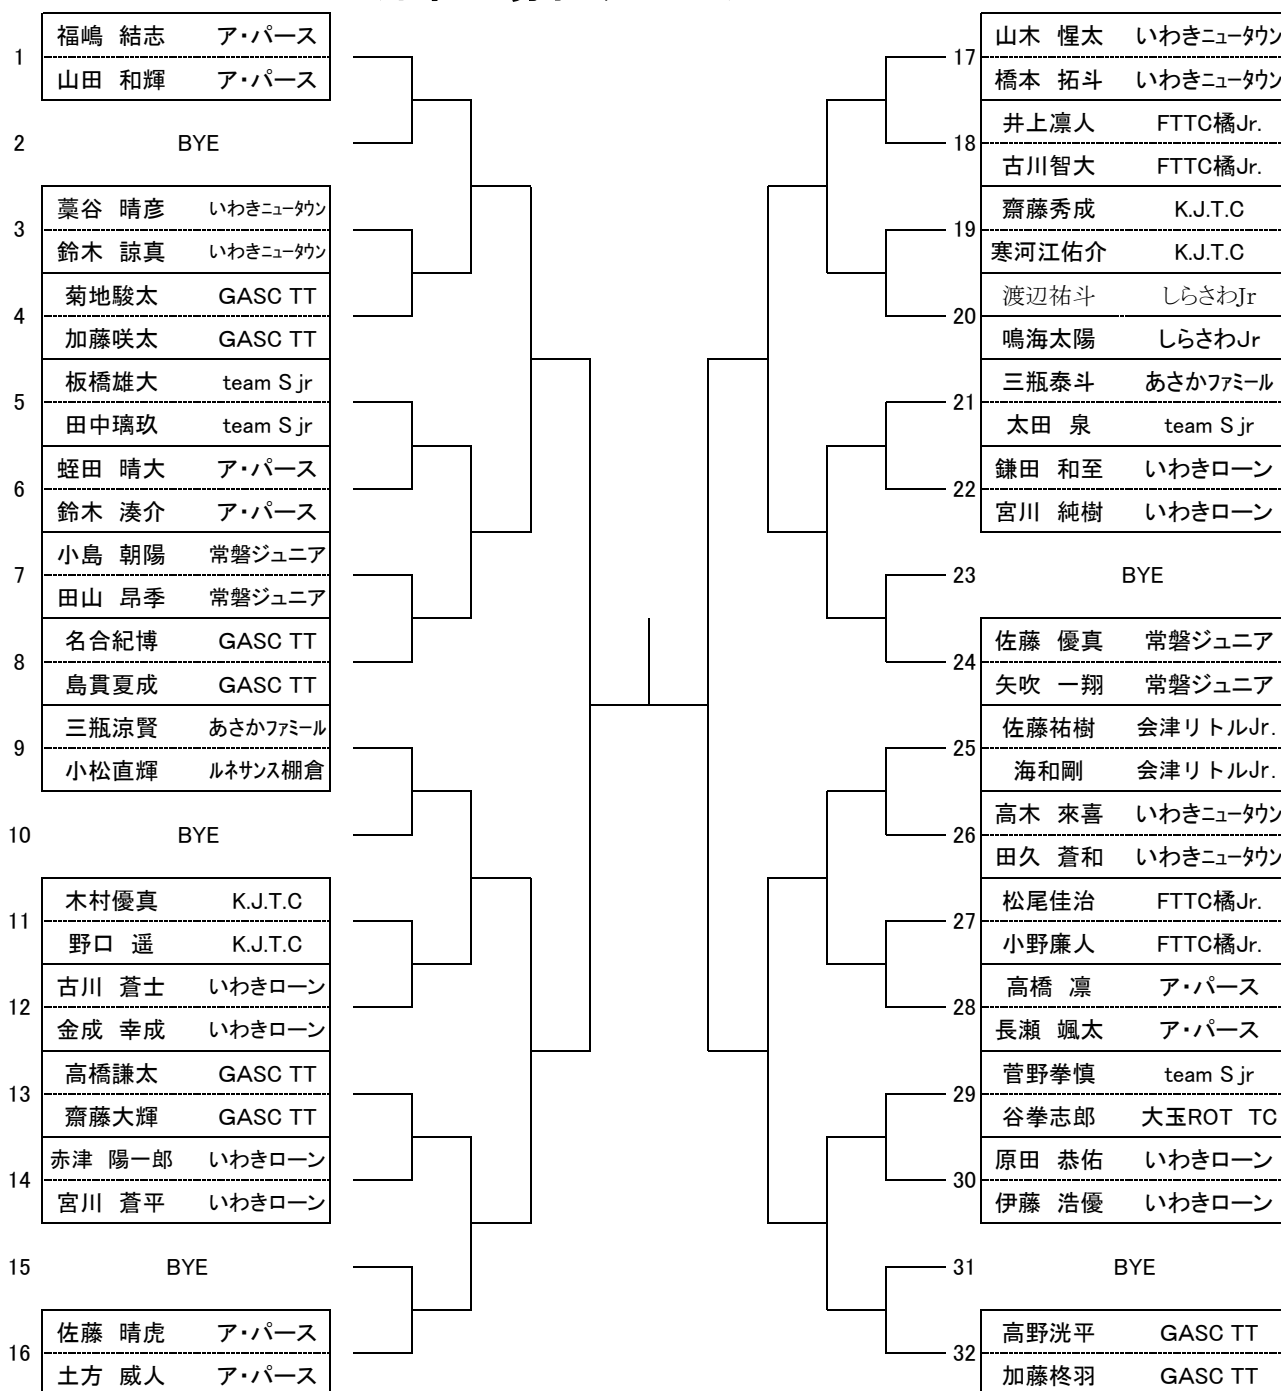 1
福嶋 結志 ア・パース
山田 和輝 ア・パース
2 BYE
3
藁谷 晴彦 いわきニュータウン
鈴木 諒真 いわきニュータウン
4
菊地駿太 GASC TT
加藤咲太 GASC TT
5
板橋雄大 team S jr
田中璃玖 team S jr
6
蛭田 晴大 ア・パース
鈴木 湊介 ア・パース
7
小島 朝陽 常磐ジュニア
田山 昂季 常磐ジュニア
8
名合紀博 GASC TT
島貫夏成 GASC TT
9
三瓶涼賢 あさかファミール
小松直輝 ルネサンス棚倉
10 BYE
11
木村優真 K.J.T.C
野口 遥 K.J.T.C
12
古川 蒼士 いわきローン
金成 幸成 いわきローン
13
高橋謙太 GASC TT
齋藤大輝 GASC TT
14
赤津 陽一郎 いわきローン
宮川 蒼平 いわきローン
15 BYE
16
佐藤 晴虎 ア・パース
土方 威人 ア・パース
17
山木 惺太 いわきニュータウン
橋本 拓斗 いわきニュータウン
18
井上凛人 FTTC橘Jr.
古川智大 FTTC橘Jr.
19
齋藤秀成 K.J.T.C
寒河江佑介 K.J.T.C
20
渡辺祐斗 しらさわJr
鳴海太陽 しらさわJr
21
三瓶泰斗 あさかファミール
太田 泉 team S jr
22
鎌田 和至 いわきローン
宮川 純樹 いわきローン
23 BYE
24
佐藤 優真 常磐ジュニア
矢吹 一翔 常磐ジュニア
25
佐藤祐樹 会津リトルJr.
海和剛 会津リトルJr.
26
高木 來喜 いわきニュータウン
田久 蒼和 いわきニュータウン
27
松尾佳治 FTTC橘Jr.
小野廉人 FTTC橘Jr.
28
高橋 凛 ア・パース
長瀬 颯太 ア・パース
29
菅野拳慎 team S jr
谷拳志郎 大玉ROT TC
30
原田 恭佑 いわきローン
伊藤 浩優 いわきローン
31 BYE
32
高野洸平 GASC TT
加藤柊羽 GASC TT